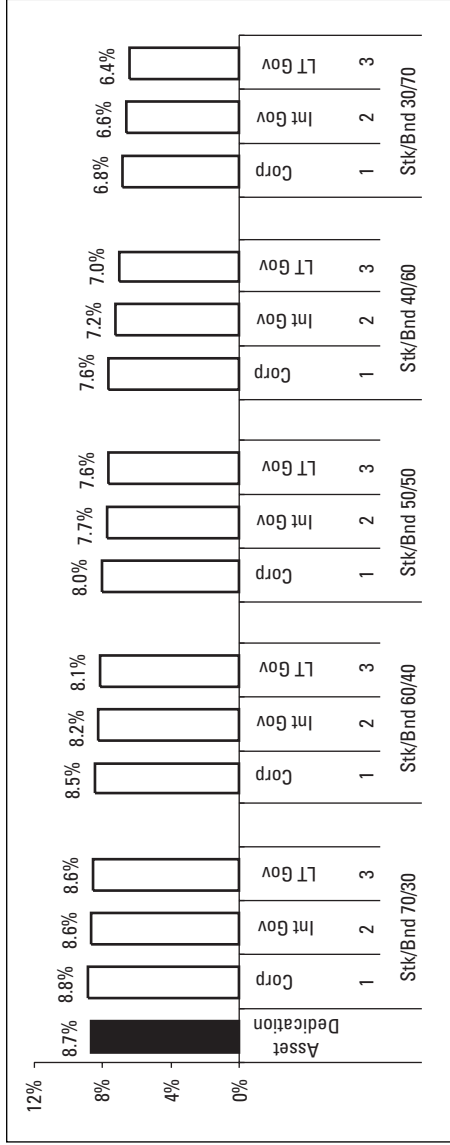 12%
8%
4%
0%
8.7%
8.8%
8.6%
8.6%
8.5%
8.2%
8.1%
8.0%
7.7%
7.6%
7.6%
7.2%
7.0%
6.8%
6.6%
6.4%
Asset
Dedication
Corp
Int Gov
LT Gov
Corp
Int Gov
LT Gov
Corp
Int Gov
LT Gov
Corp
Int Gov
LT Gov
Corp
Int Gov
LT Gov
1
2
3
1
2
3
1
2
3
1
2
3
1
2
3
Stk/Bnd 70/30
Stk/Bnd 60/40
Stk/Bnd 50/50
Stk/Bnd 40/60
Stk/Bnd 30/70